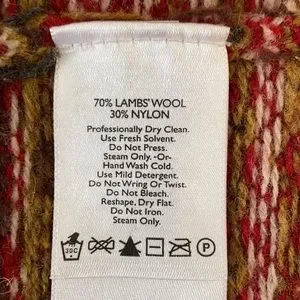 70% LAMBS' WOOL
30% NYLON
Professionally Dry Clean.
Use Fresh Solvent.
Do Not Press.
Steam Only. -Or-
Hand Wash Cold.
Use Mild Detergent.
Do Not Wring Or Twist.
Do Not Bleach.
Reshape, Dry Flat.
Do Not Iron.
Steam Only.
30C P